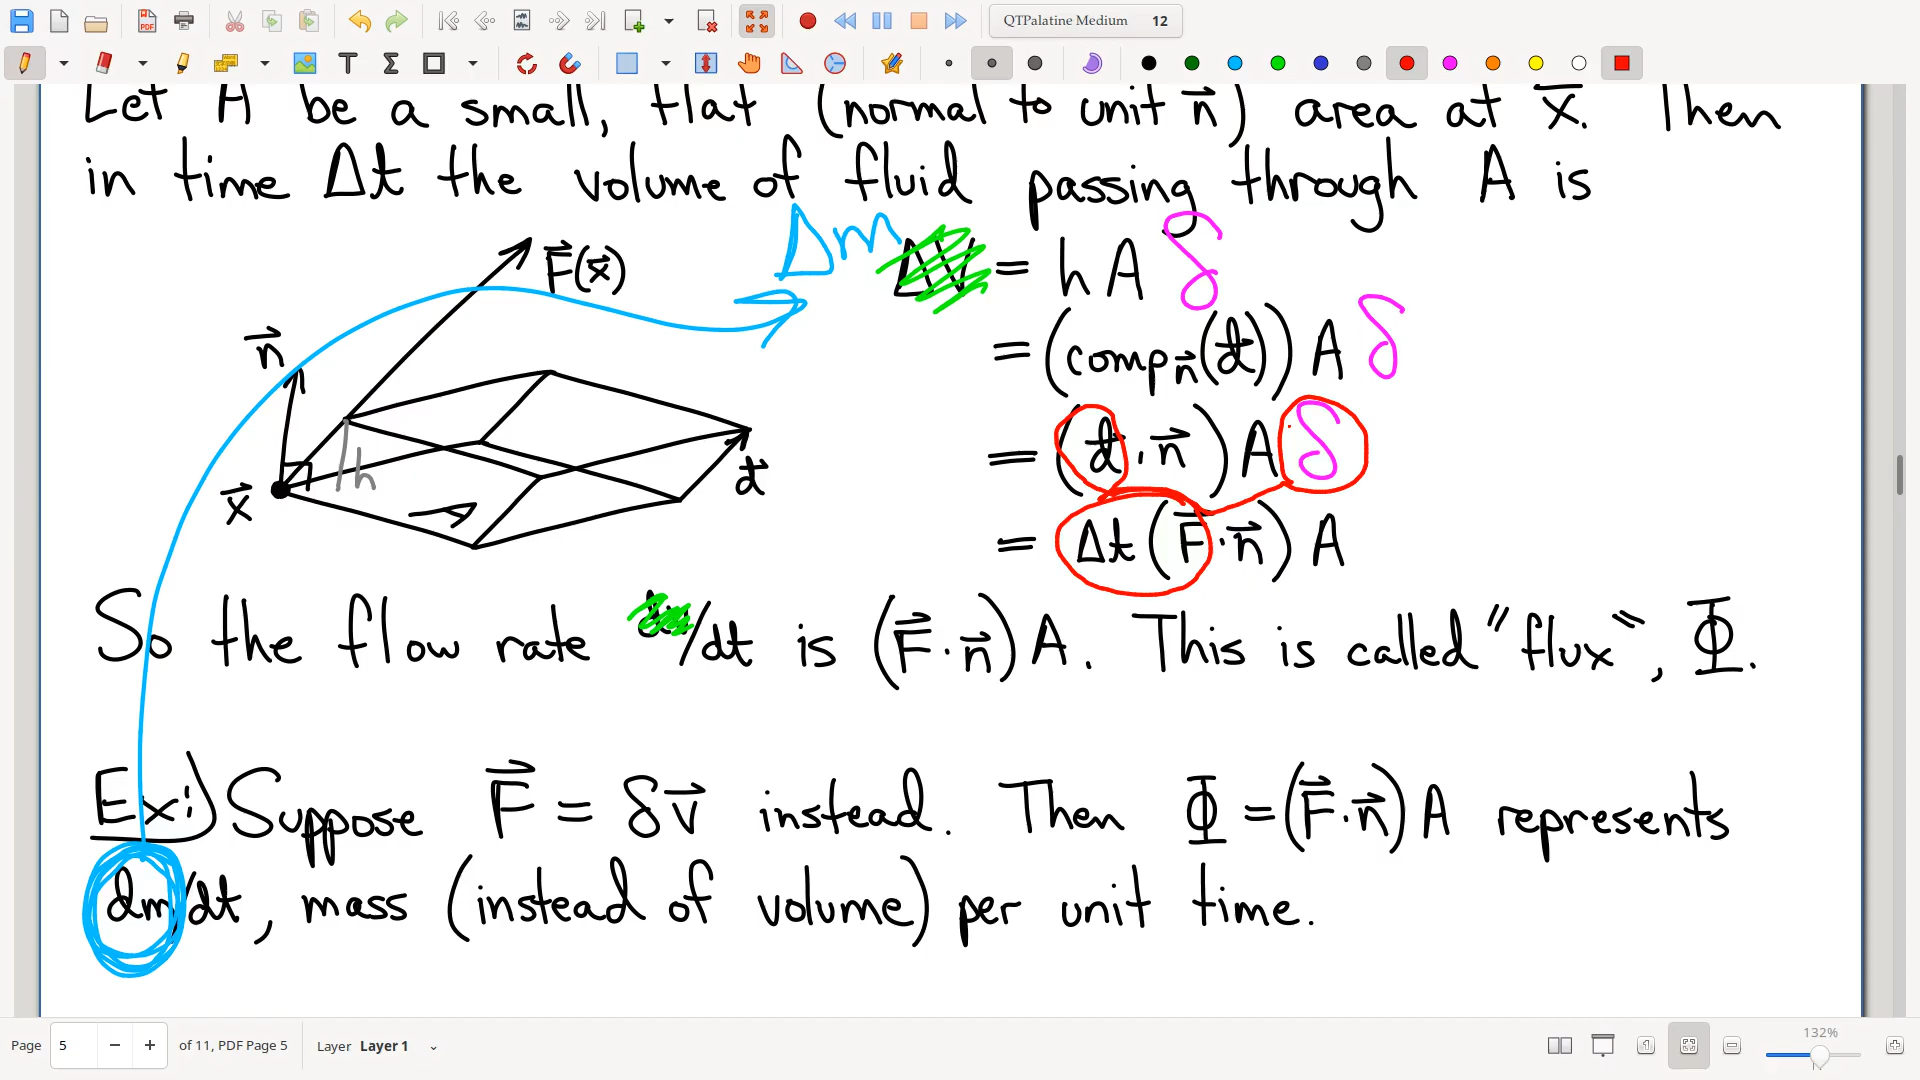 QTPalatine Medium 12
Let A be a small, flat (normal to unit n⃗) area at x⃗. Then
in time Δt the volume of fluid passing through A is
Δm = hA δ
F⃗(x⃗)
n⃗
= (comp_n⃗(d⃗)) A δ
= (d⃗ · n⃗) A δ
h
d⃗
x⃗
= Δt (F⃗ · n⃗) A
So the flow rate /dt is (F⃗ · n⃗) A. This is called "flux", Φ.
Ex:) Suppose F⃗ = δv⃗ instead. Then Φ = (F⃗ · n⃗) A represents
dm/dt, mass (instead of volume) per unit time.
Page 5 of 11, PDF Page 5 Layer Layer 1 132%